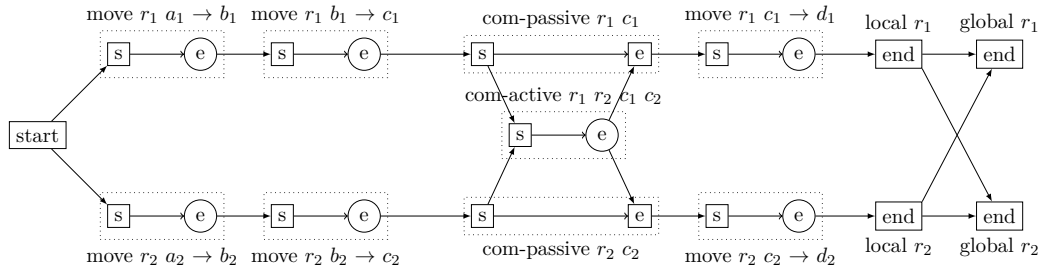 move r₁ a₁ → b₁
move r₁ b₁ → c₁
com-passive r₁ c₁
move r₁ c₁ → d₁
local r₁
global r₁
s
e
s
e
s
e
s
e
end
end
com-active r₁ r₂ c₁ c₂
start
s
e
s
e
s
e
s
e
s
e
end
end
move r₂ a₂ → b₂
move r₂ b₂ → c₂
com-passive r₂ c₂
move r₂ c₂ → d₂
local r₂
global r₂